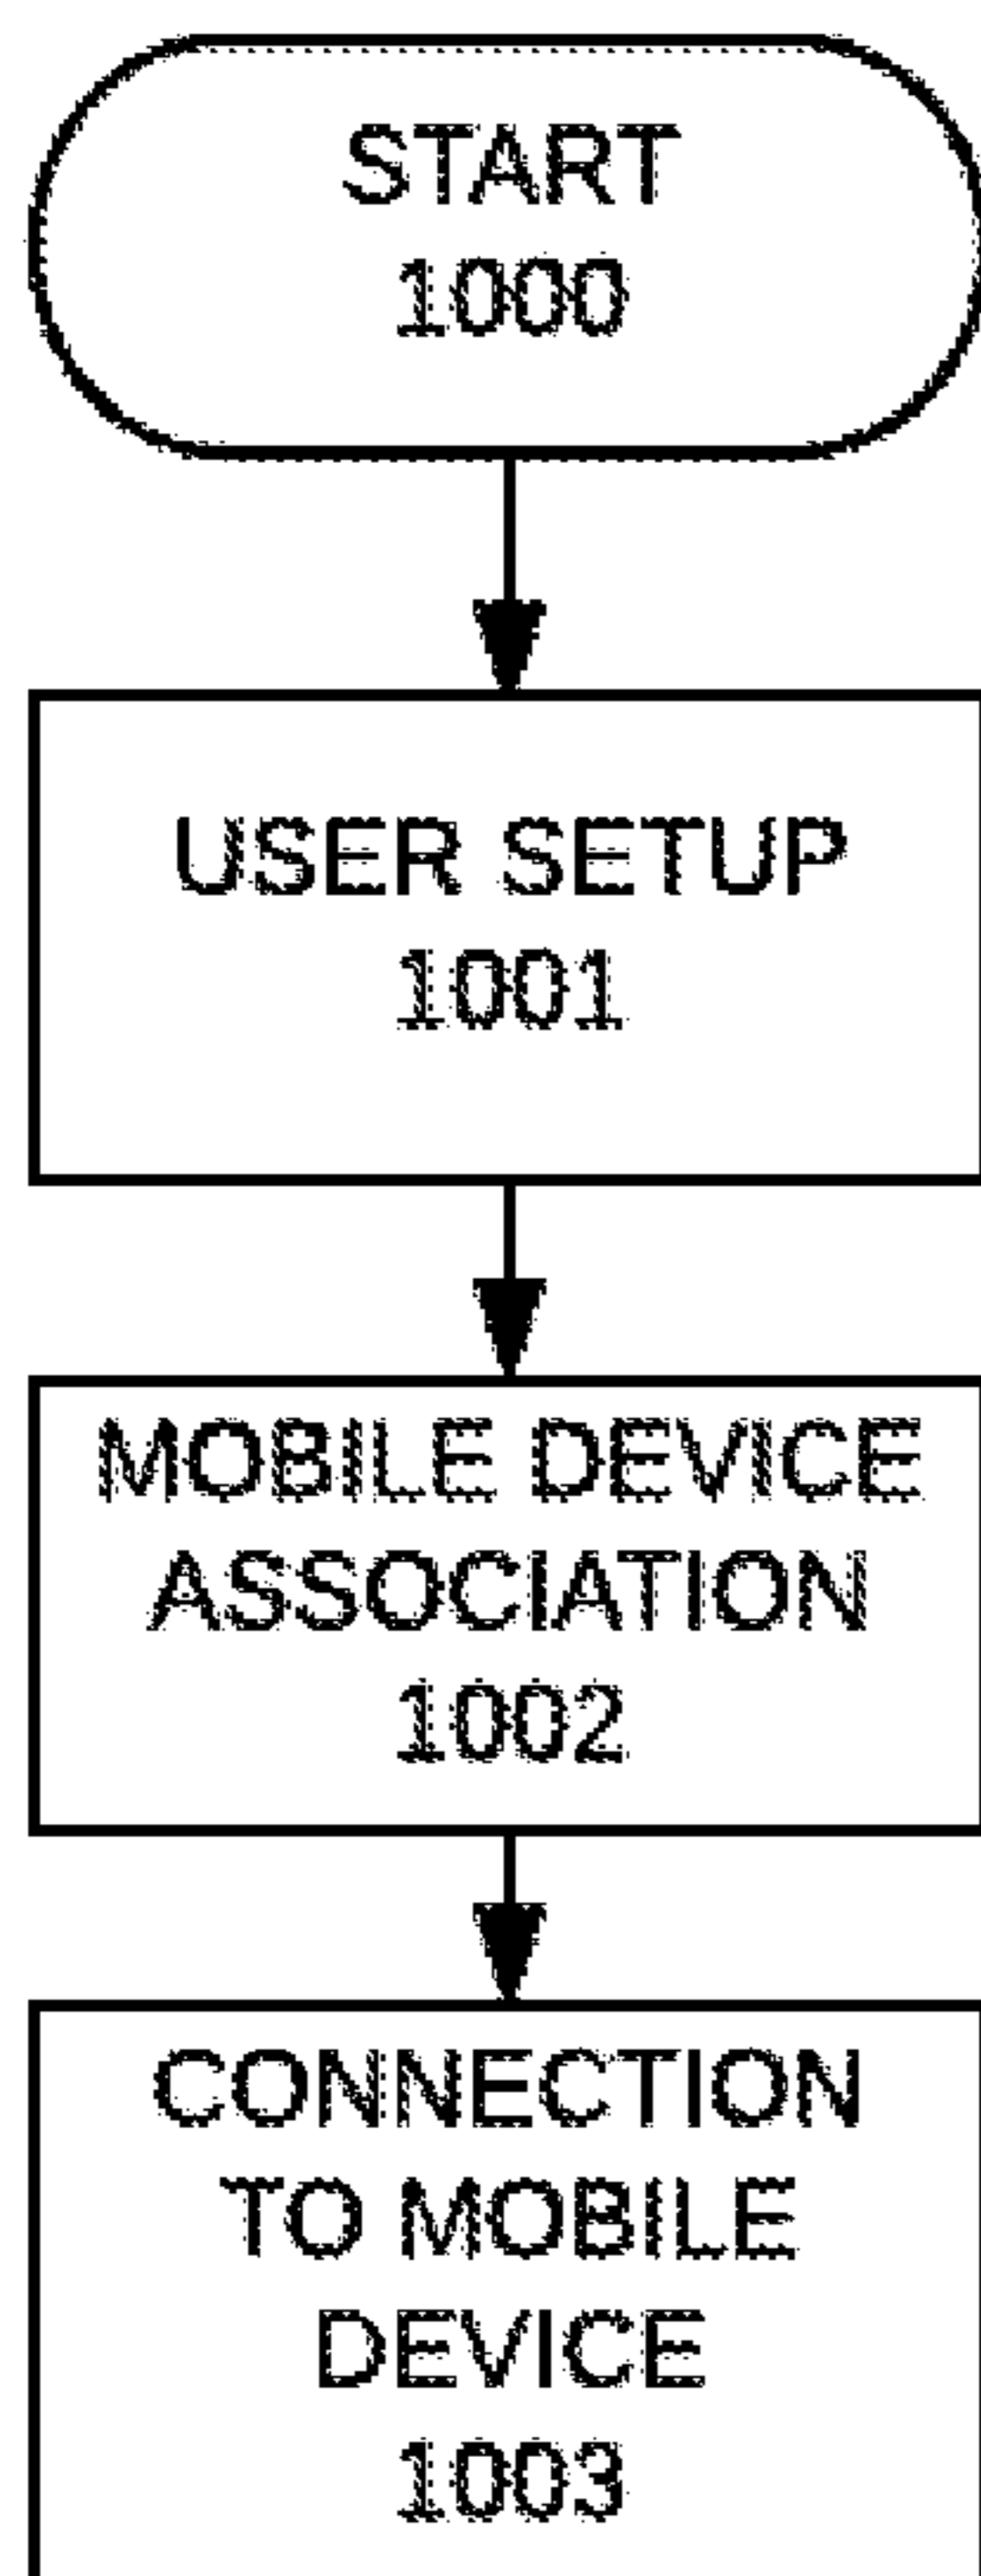 START
1000
USER SETUP
1001
MOBILE DEVICE
ASSOCIATION
1002
CONNECTION
TO MOBILE
DEVICE
1003